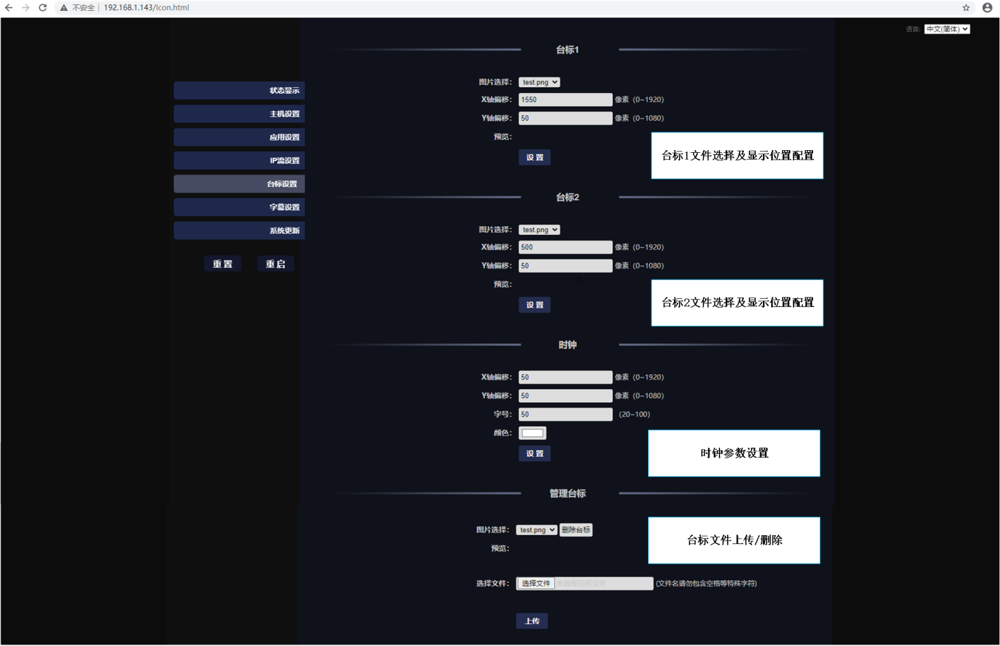 不安全 | 192.168.1.143/Icon.html
语言: 中文(简体)
台标1
图片选择: test.png
X轴偏移: 1550 像素 (0~1920)
Y轴偏移: 50 像素 (0~1080)
预览:
设 置
台标1文件选择及显示位置配置
状态显示
主机设置
应用设置
IP流设置
台标设置
字幕设置
系统更新
重 置 重 启
台标2
图片选择: test.png
X轴偏移: 500 像素 (0~1920)
Y轴偏移: 50 像素 (0~1080)
预览:
设 置
台标2文件选择及显示位置配置
时钟
X轴偏移: 50 像素 (0~1920)
Y轴偏移: 50 像素 (0~1080)
字号: 50 (20~100)
颜色:
设 置
时钟参数设置
管理台标
图片选择: test.png 删除台标
预览:
台标文件上传/删除
选择文件: 选择文件 未选择任何文件 (文件名请勿包含空格等特殊字符)
上传